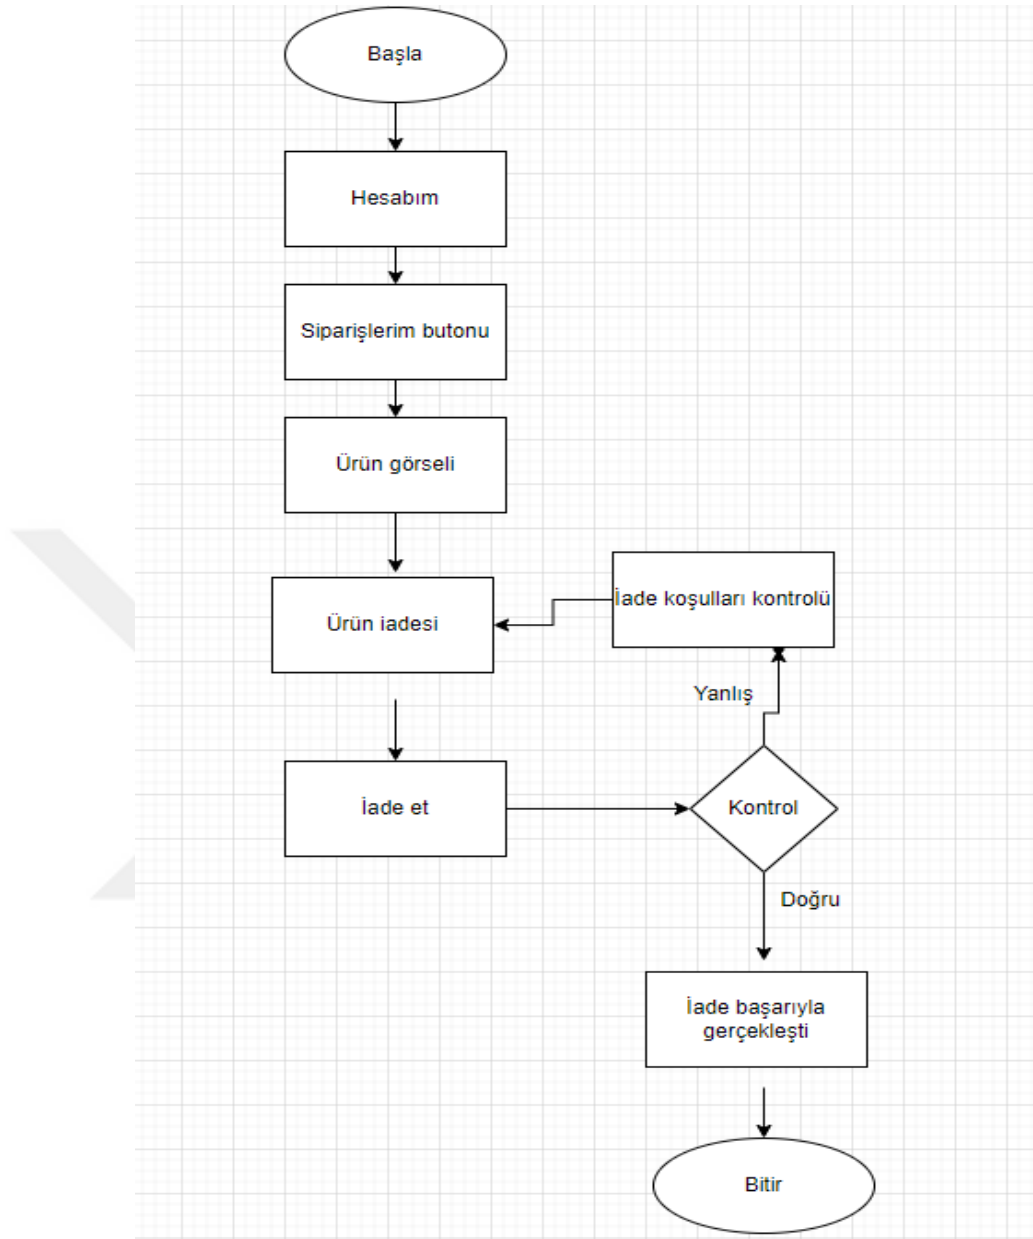 Başla
Hesabım
Siparişlerim butonu
Ürün görseli
Ürün iadesi
İade koşulları kontrolü
Yanlış
İade et
Kontrol
Doğru
İade başarıyla
gerçekleşti
Bitir